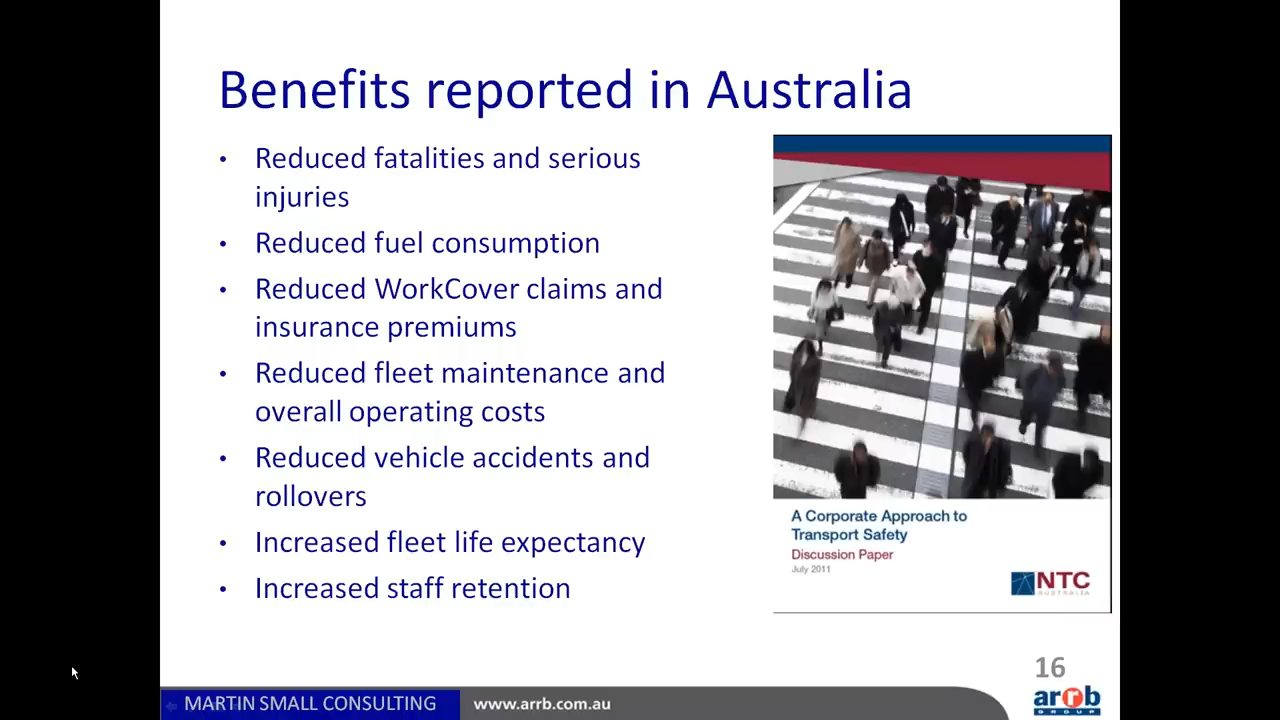 Benefits reported in Australia
• Reduced fatalities and serious
injuries
• Reduced fuel consumption
• Reduced WorkCover claims and
insurance premiums
• Reduced fleet maintenance and
overall operating costs
• Reduced vehicle accidents and
rollovers
• Increased fleet life expectancy
• Increased staff retention
A Corporate Approach to
Transport Safety
Discussion Paper
July 2011
NTC
AUSTRALIA
16
MARTIN SMALL CONSULTING
www.arrb.com.au
arrb
GROUP